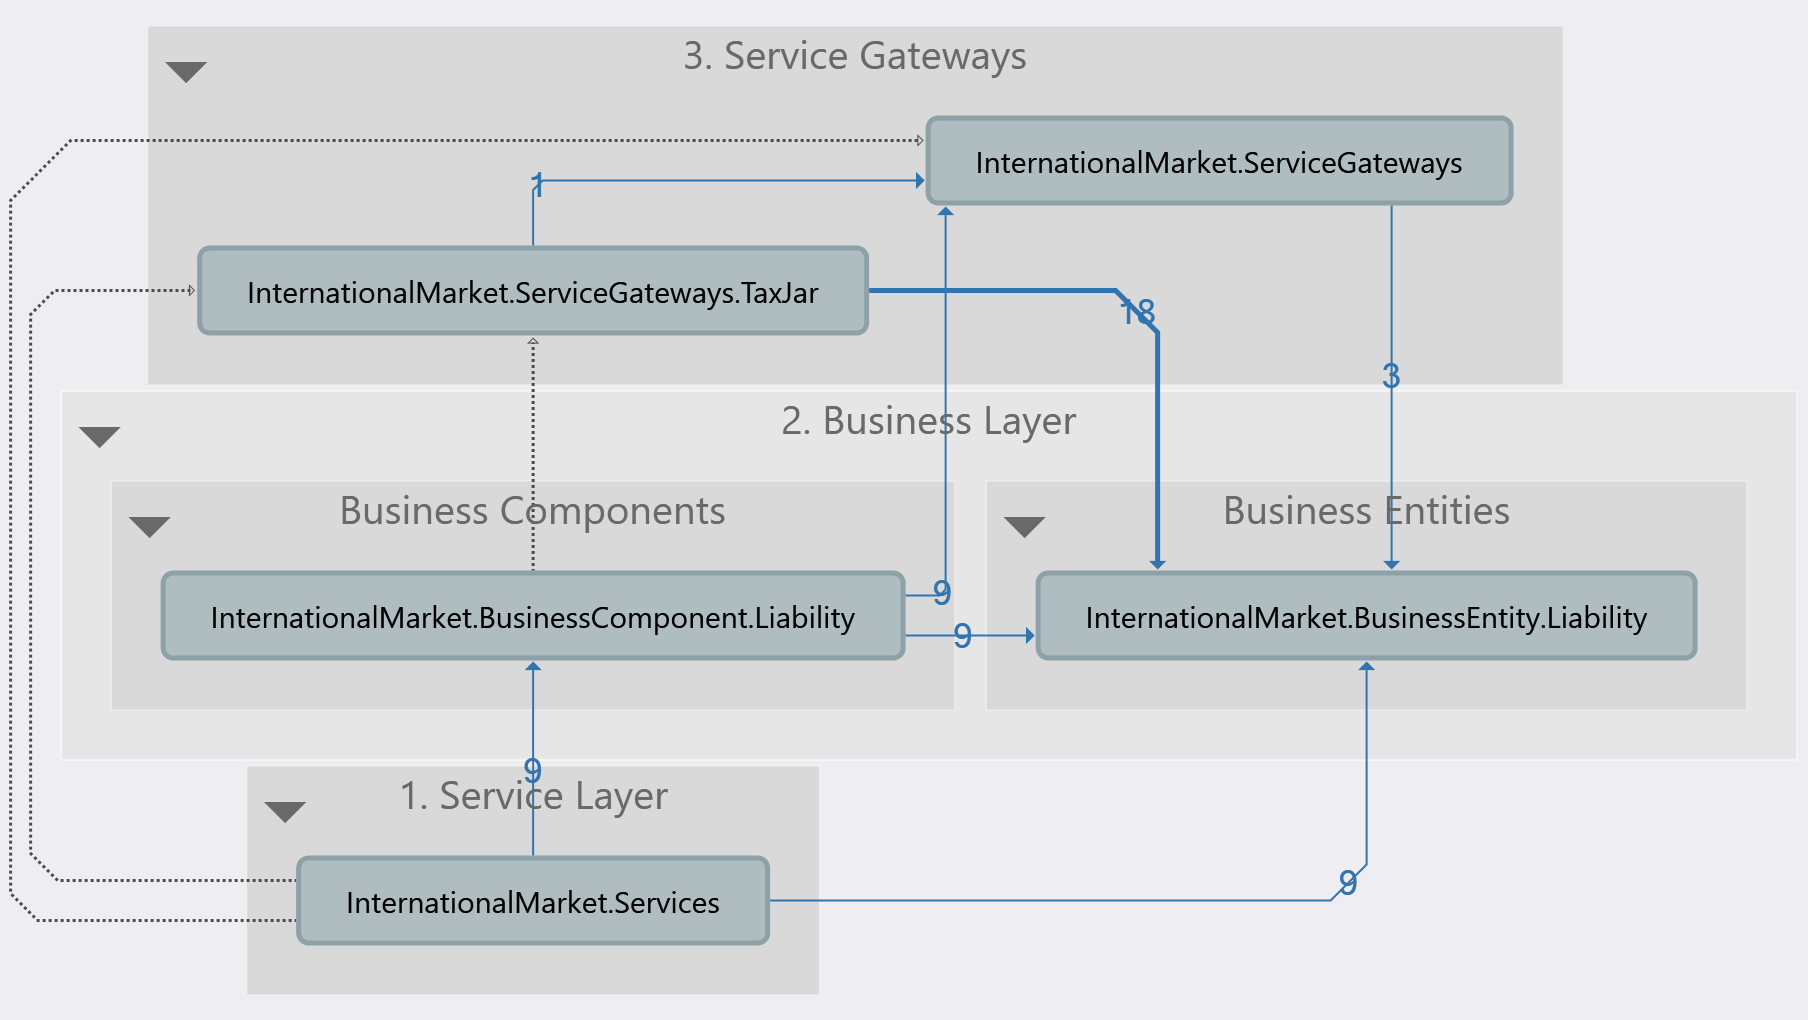 3. Service Gateways
InternationalMarket.ServiceGateways
1
InternationalMarket.ServiceGateways.TaxJar
18
3
2. Business Layer
Business Components
Business Entities
9
InternationalMarket.BusinessComponent.Liability
9
InternationalMarket.BusinessEntity.Liability
9
1. Service Layer
InternationalMarket.Services
9